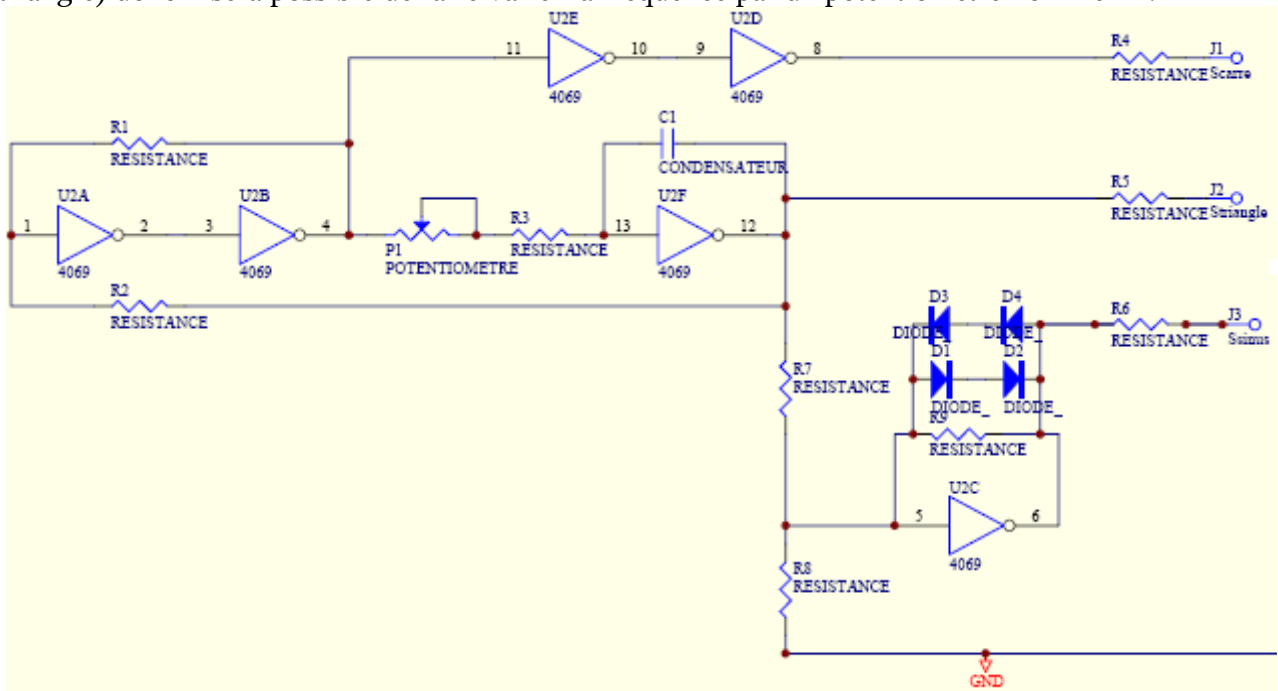 U2E
11
10
4069
U2D
9
8
4069
R4
RESISTANCE
J1
Scarre
R1
RESISTANCE
C1
CONDENSATEUR
U2A
1
2
4069
U2B
3
4
4069
P1
POTENTIOMETRE
R3
RESISTANCE
U2F
13
12
4069
R5
RESISTANCE
J2
Striangle
R2
RESISTANCE
D3
DIODE_
D4
DIODE_
R6
RESISTANCE
J3
Ssinus
D1
DIODE_
D2
DIODE_
R7
RESISTANCE
R9
RESISTANCE
U2C
5
6
4069
R8
RESISTANCE
GND